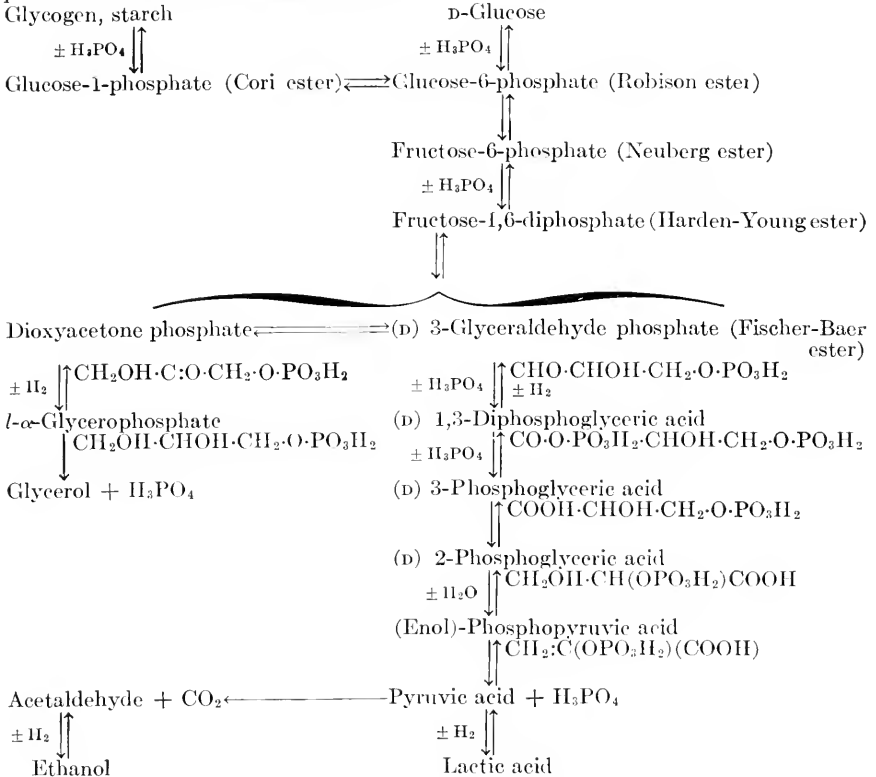 Glycogen, starch D-Glucose
± H₃PO₄ ± H₃PO₄
Glucose-1-phosphate (Cori ester) Glucose-6-phosphate (Robison ester)
Fructose-6-phosphate (Neuberg ester)
± H₃PO₄
Fructose-1,6-diphosphate (Harden-Young ester)
Dioxyacetone phosphate (D) 3-Glyceraldehyde phosphate (Fischer-Baer
ester)
± H₂ CH₂OH·C:O·CH₂·O·PO₃H₂ ± H₃PO₄ CHO·CHOH·CH₂·O·PO₃H₂
± H₂
l-α-Glycerophosphate (D) 1,3-Diphosphoglyceric acid
CH₂OH·CHOH·CH₂·O·PO₃H₂ ± H₃PO₄ CO·O·PO₃H₂·CHOH·CH₂·O·PO₃H₂
Glycerol + H₃PO₄ (D) 3-Phosphoglyceric acid
COOH·CHOH·CH₂·O·PO₃H₂
(D) 2-Phosphoglyceric acid
± H₂O CH₂OH·CH(OPO₃H₂)COOH
(Enol)-Phosphopyruvic acid
CH₂:C(OPO₃H₂)(COOH)
Acetaldehyde + CO₂ Pyruvic acid + H₃PO₄
± H₂ ± H₂
Ethanol Lactic acid